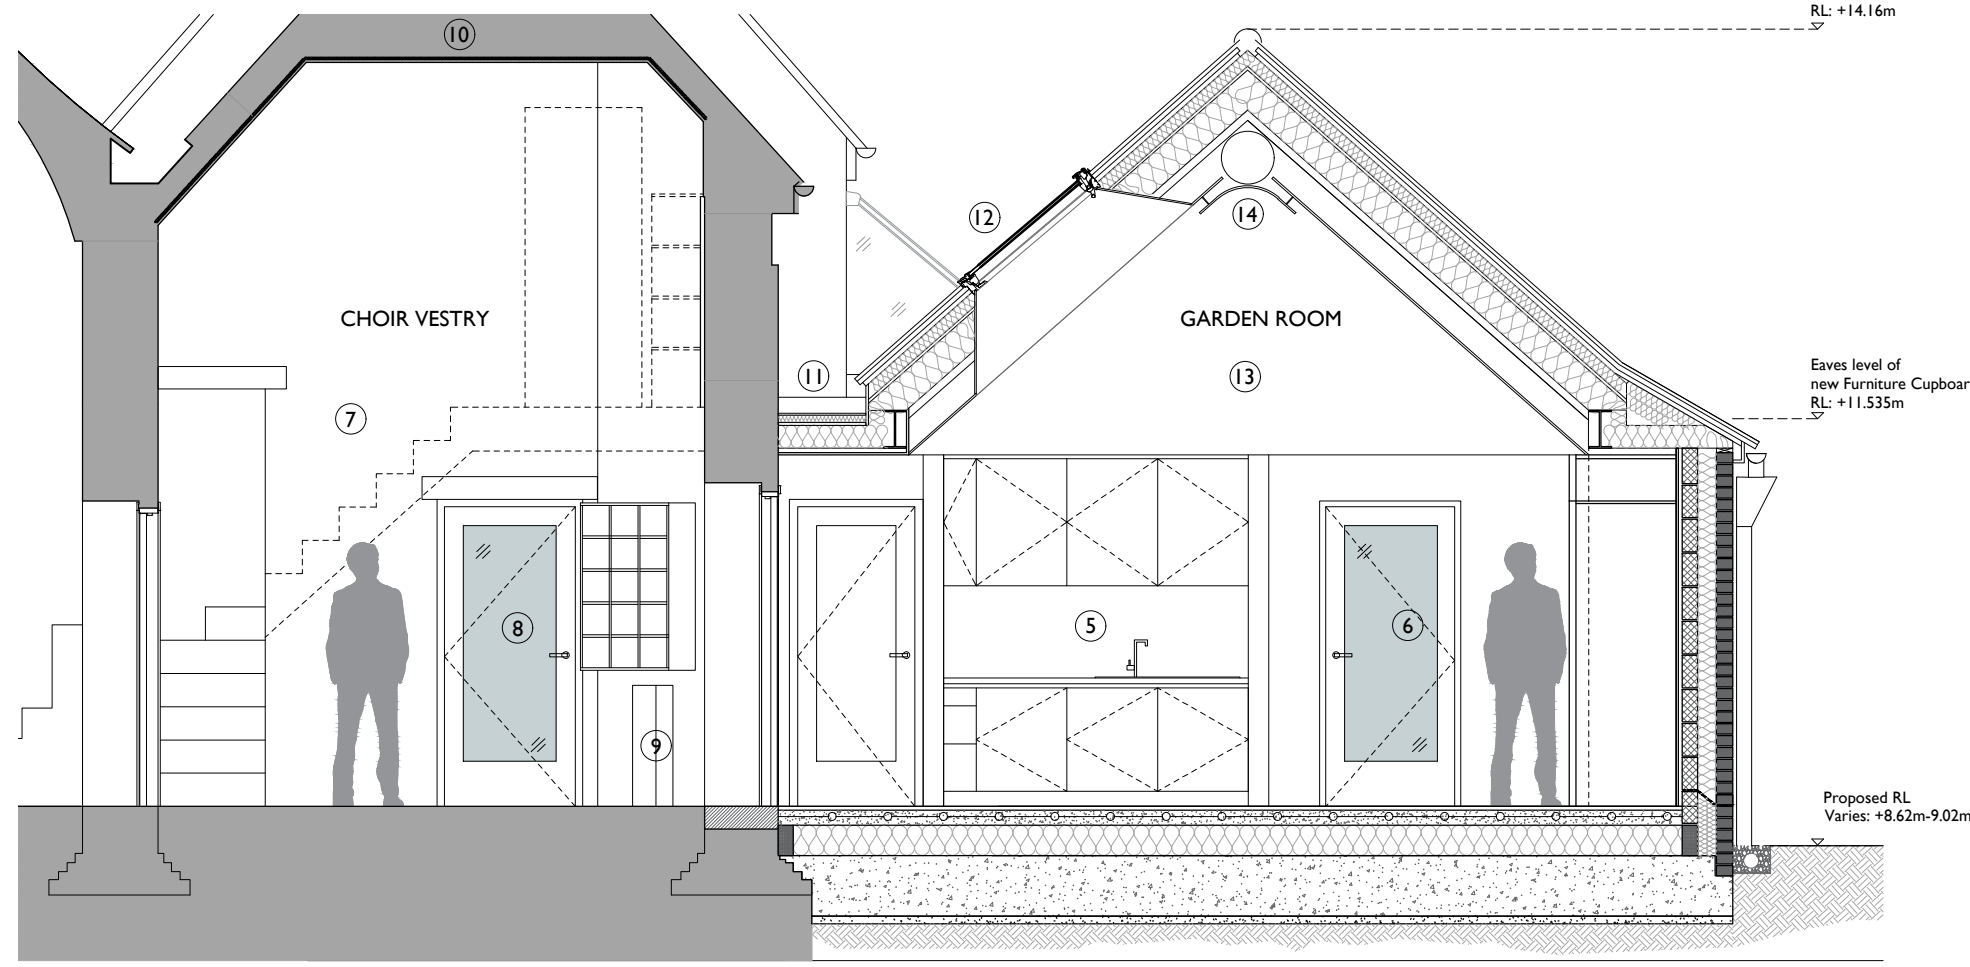 RL: +14.16m
10
12
14
CHOIR VESTRY
GARDEN ROOM
11
13
7
Eaves level of
new Furniture Cupboar
RL: +11.535m
8
5
6
9
Proposed RL
Varies: +8.62m-9.02m